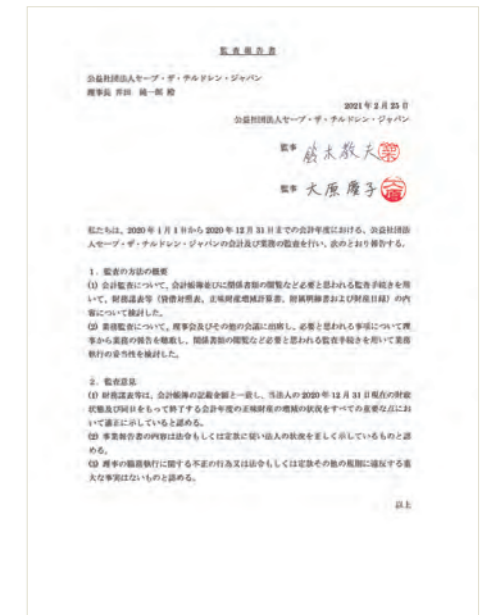 監査報告書
公益社団法人セーブ・ザ・チルドレン・ジャパン
理事長 井田 純一郎 殿
2021年2月25日
公益社団法人セーブ・ザ・チルドレン・ジャパン
監事 鈴木敬夫
監事 大原慶子
私たちは、2020年1月1日から2020年12月31日までの会計年度における、公益社団法
人セーブ・ザ・チルドレン・ジャパンの会計及び業務の監査を行い、次のとおり報告する。
1.監査の方法の概要
(1) 会計監査について、会計帳簿並びに関係書類の閲覧など必要と思われる監査手続きを用
いて、財務諸表等(貸借対照表、正味財産増減計算書、附属明細書および財産目録)の内
容について検討した。
(2) 業務監査について、理事会及びその他の会議に出席し、必要と思われる事項について理
事から業務の報告を聴取し、関係書類の閲覧など必要と思われる監査手続きを用いて業務
執行の妥当性を検討した。
2.監査意見
(1) 財務諸表等は、会計帳簿の記載金額と一致し、当法人の2020年12月31日現在の財政
状態及び同日をもって終了する会計年度の正味財産の増減の状況をすべての重要な点にお
いて適正に示していると認める。
(2) 事業報告書の内容は法令もしくは定款に従い法人の状況を正しく示しているものと認
める。
(3) 理事の職務執行に関する不正の行為又は法令もしくは定款その他の規則に違反する重
大な事実はないものと認める。
以上